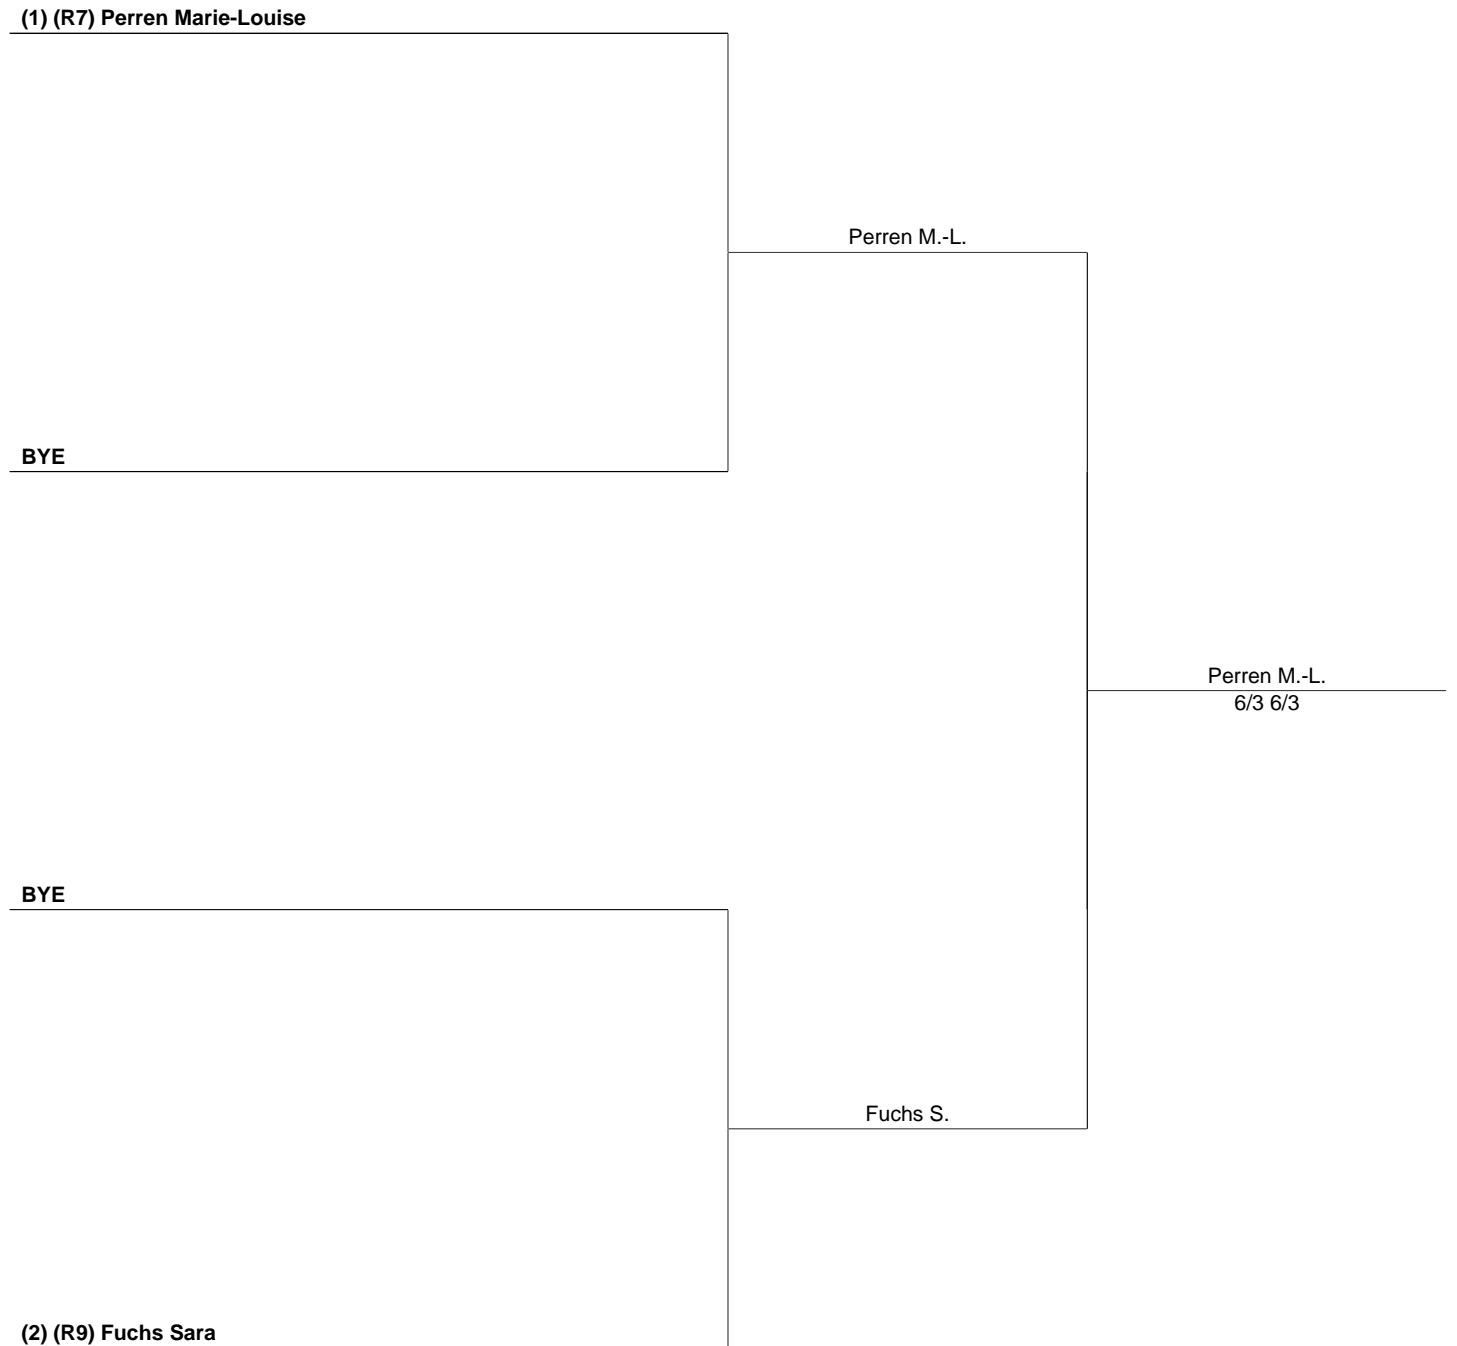 (1) (R7) Perren Marie-Louise
Perren M.-L.
BYE
Perren M.-L.
6/3 6/3
BYE
Fuchs S.
(2) (R9) Fuchs Sara